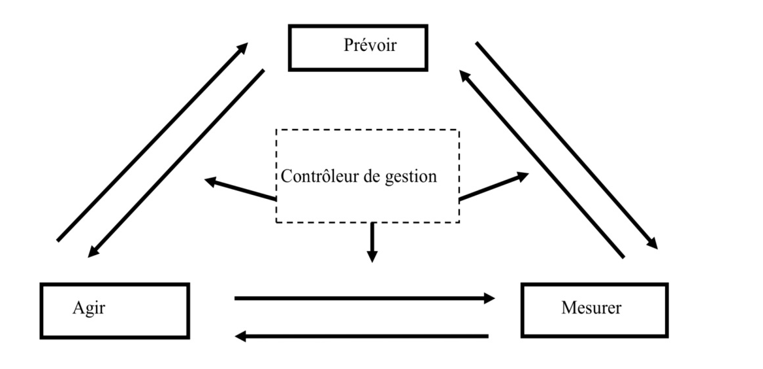 Prévoir
Contrôleur de gestion
Agir
Mesurer